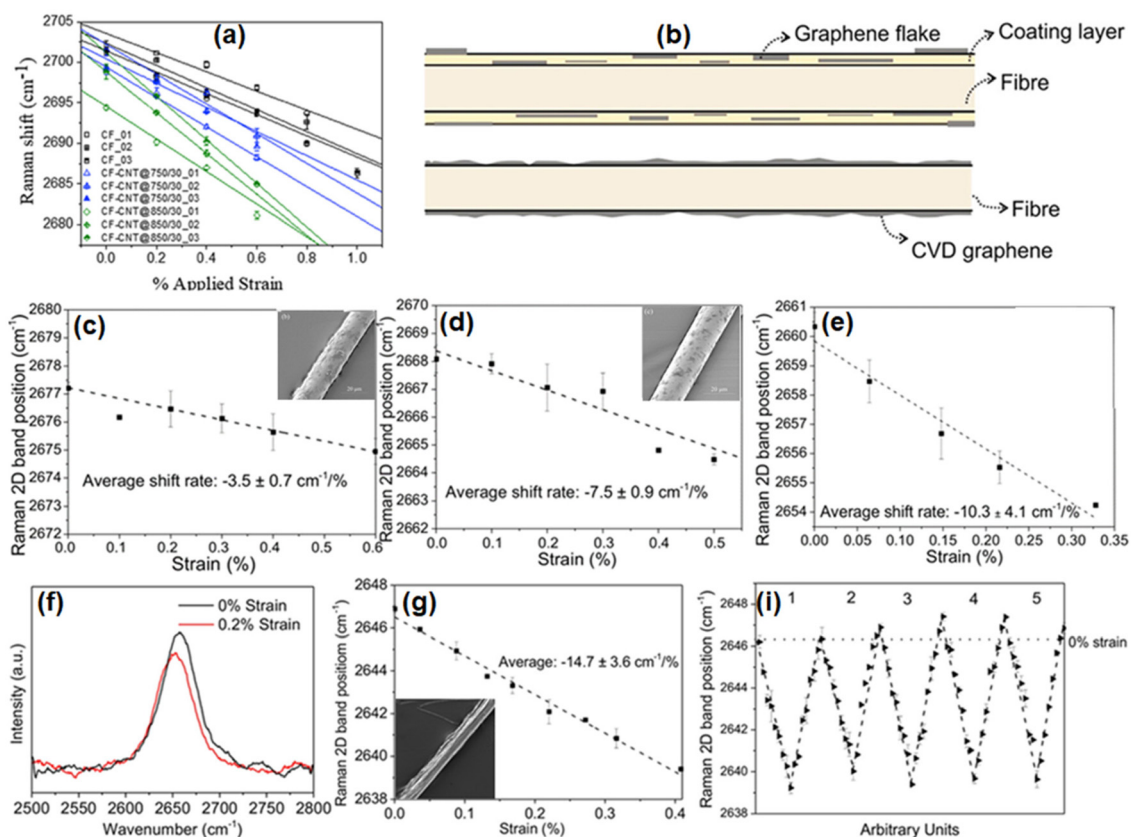 (a)
2705
2700
2695
2690
2685
2680
Raman shift (cm⁻¹)
CF_01
CF_02
CF_03
CF-CNT@750/30_01
CF-CNT@750/30_02
CF-CNT@750/30_03
CF-CNT@850/30_01
CF-CNT@850/30_02
CF-CNT@850/30_03
0.0 0.2 0.4 0.6 0.8 1.0
% Applied Strain
(b)
Graphene flake
Coating layer
Fibre
Fibre
CVD graphene
(c)
2680
2679
2678
2677
2676
2675
2674
2673
2672
Raman 2D band position (cm⁻¹)
Average shift rate: -3.5 ± 0.7 cm⁻¹/%
0.0 0.1 0.2 0.3 0.4 0.5 0.6
Strain (%)
(d)
2670
2669
2668
2667
2666
2665
2664
2663
2662
Raman 2D band position (cm⁻¹)
Average shift rate: -7.5 ± 0.9 cm⁻¹/%
0.0 0.1 0.2 0.3 0.4 0.5
Strain (%)
(e)
2661
2660
2659
2658
2657
2656
2655
2654
2653
Raman 2D band position (cm⁻¹)
Average shift rate: -10.3 ± 4.1 cm⁻¹/%
0.00 0.05 0.10 0.15 0.20 0.25 0.30 0.35
Strain (%)
(f)
0% Strain
0.2% Strain
Intensity (a.u.)
2500 2550 2600 2650 2700 2750 2800
Wavenumber (cm⁻¹)
(g)
2648
2646
2644
2642
2640
2638
Raman 2D band position (cm⁻¹)
Average: -14.7 ± 3.6 cm⁻¹/%
0.0 0.1 0.2 0.3 0.4
Strain (%)
(i)
1 2 3 4 5
2648
2646
2644
2642
2640
2638
Raman 2D band position (cm⁻¹)
0% strain
Arbitrary Units